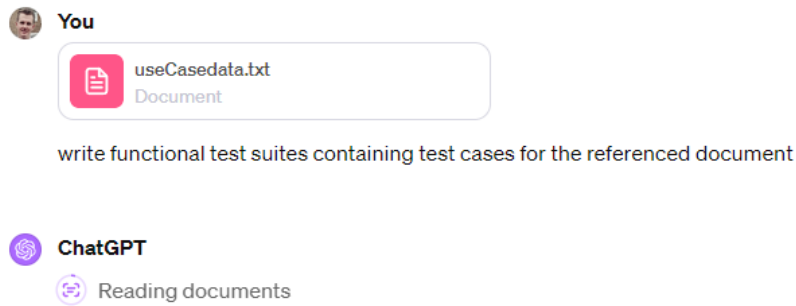 You
useCasedata.txt
Document
write functional test suites containing test cases for the referenced document
ChatGPT
Reading documents